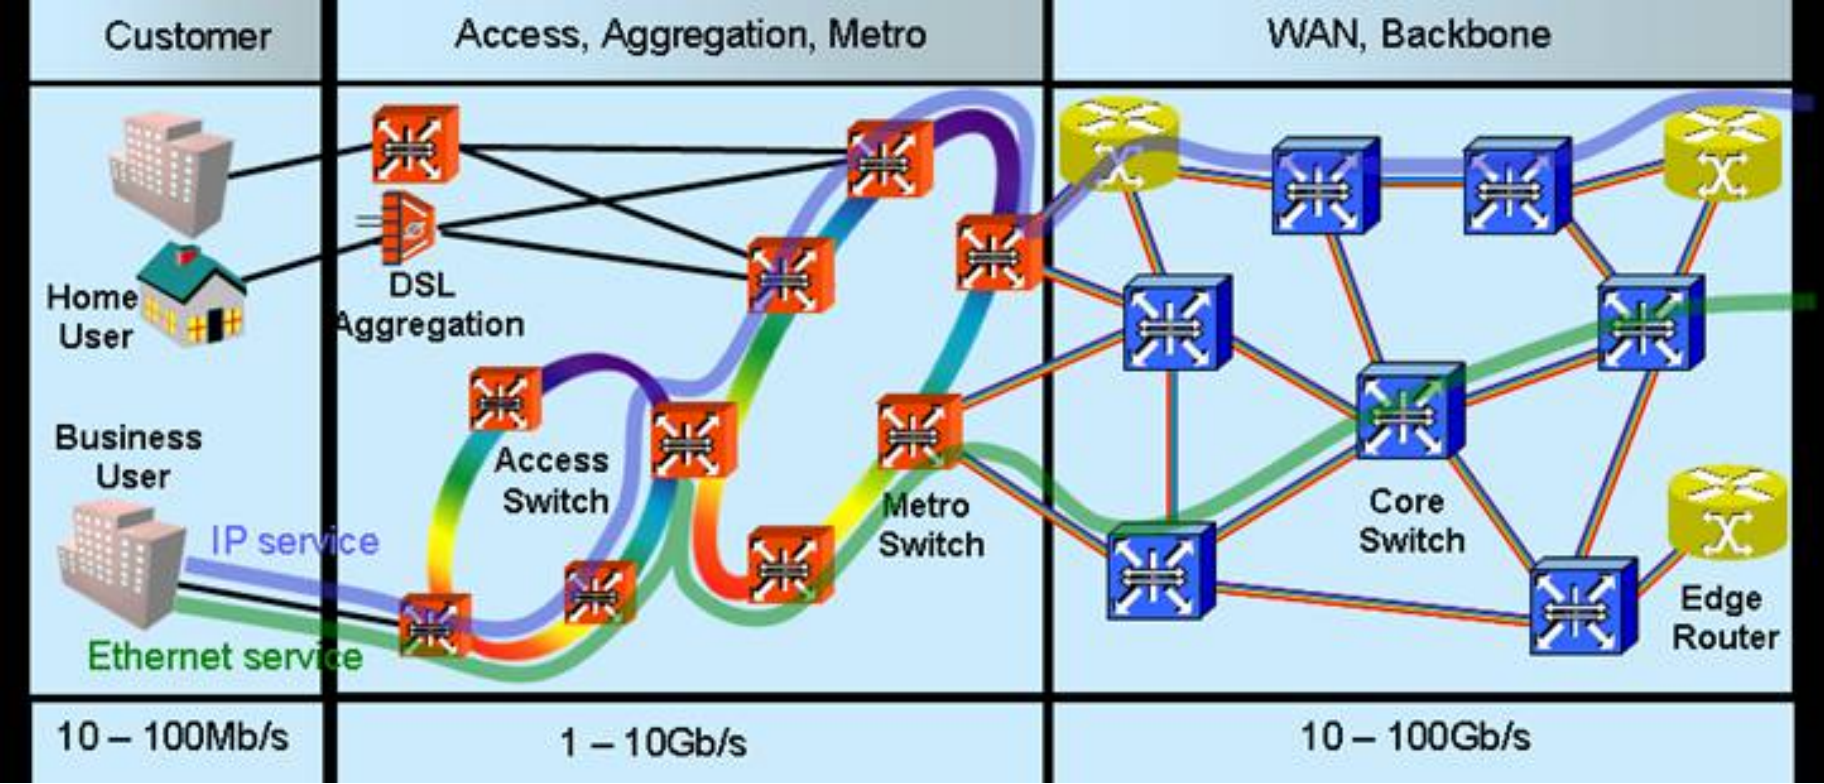 Customer
Access, Aggregation, Metro
WAN, Backbone
Home
User
DSL
Aggregation
Business
User
Access
Switch
IP service
Ethernet service
Metro
Switch
Core
Switch
Edge
Router
10 – 100Mb/s
1 – 10Gb/s
10 – 100Gb/s